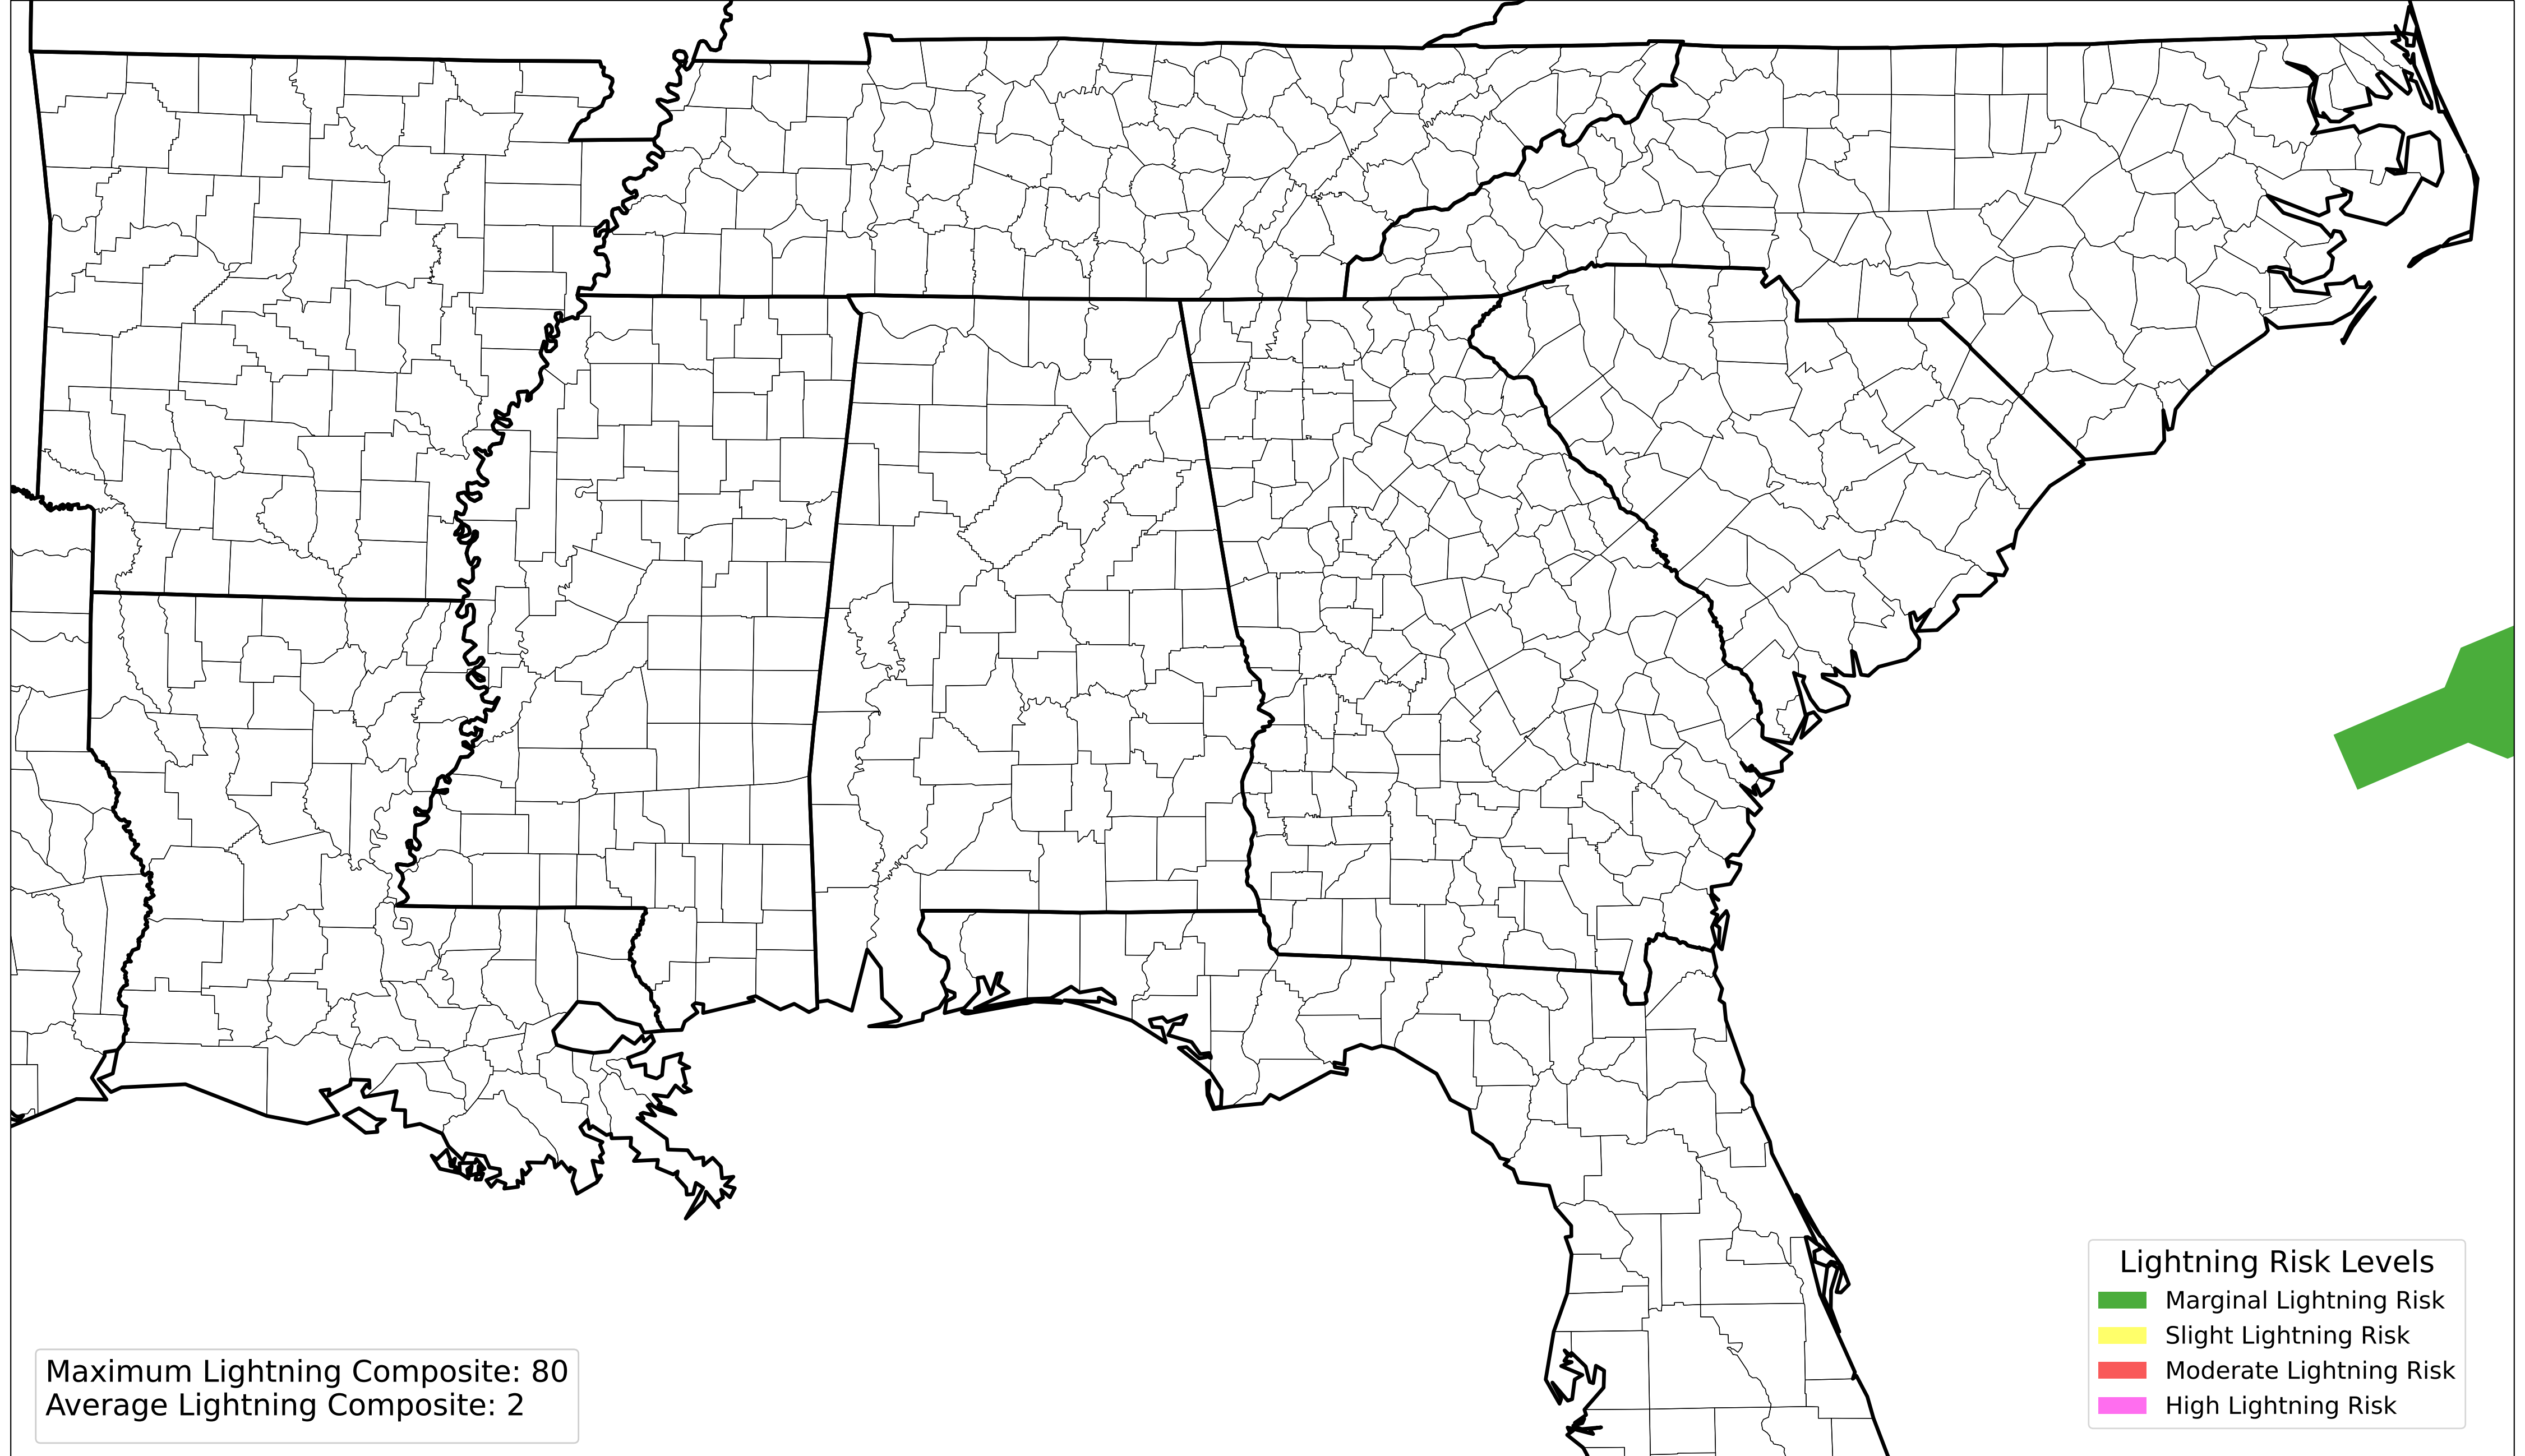 Maximum Lightning Composite: 80
Average Lightning Composite: 2
Lightning Risk Levels
Marginal Lightning Risk
Slight Lightning Risk
Moderate Lightning Risk
High Lightning Risk